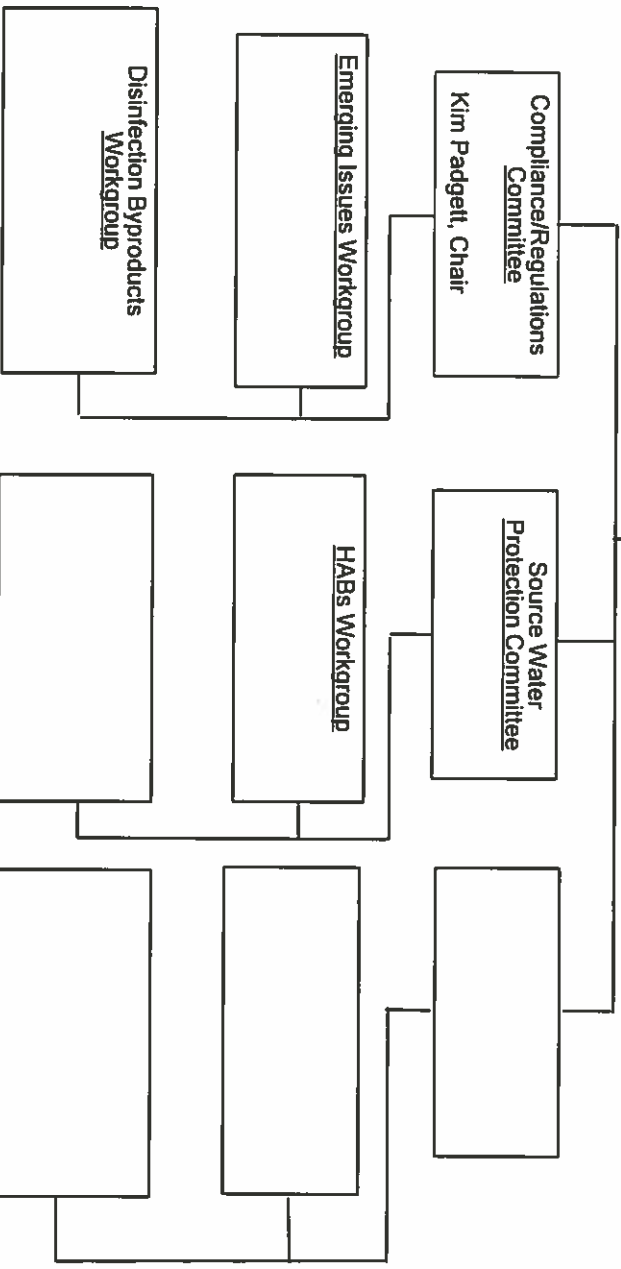 Compliance/Regulations
Committee
Kim Padgett, Chair
Source Water
Protection Committee
Emerging Issues Workgroup
HABs Workgroup
Disinfection Byproducts
Workgroup